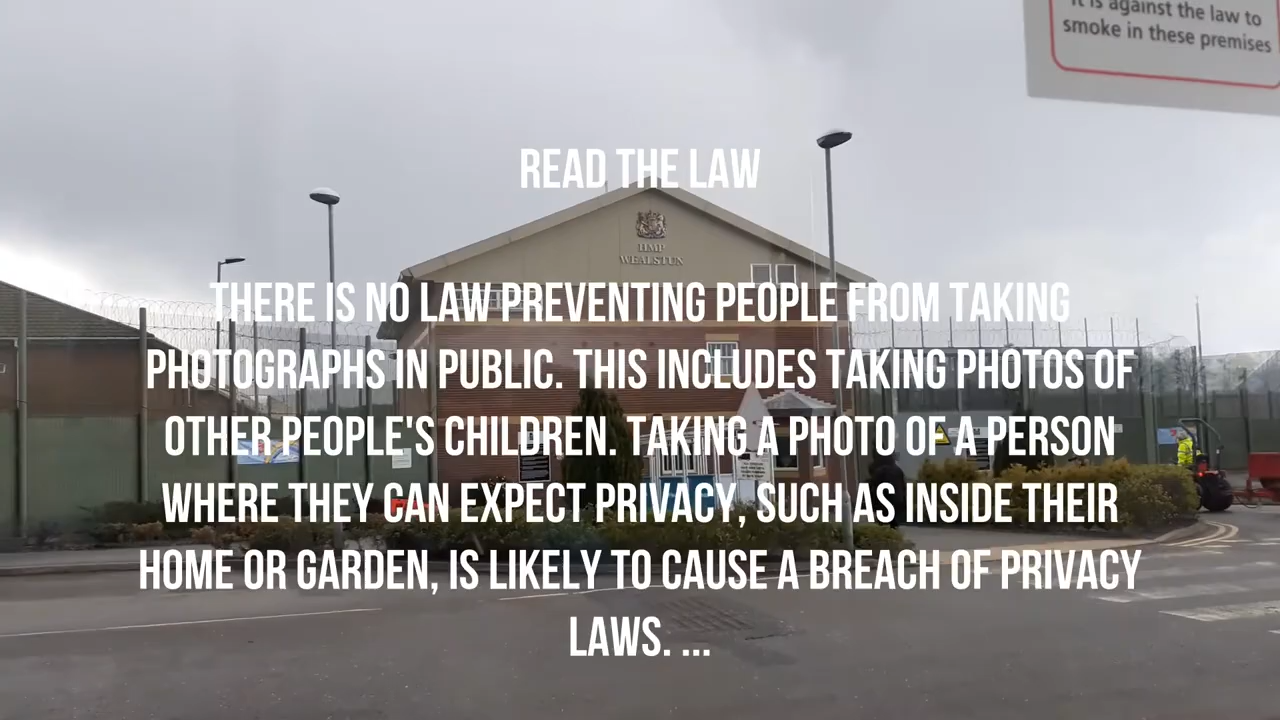 It is against the law to
smoke in these premises
READ THE LAW
HMP
WEALSTUN
THERE IS NO LAW PREVENTING PEOPLE FROM TAKING
PHOTOGRAPHS IN PUBLIC. THIS INCLUDES TAKING PHOTOS OF
OTHER PEOPLE'S CHILDREN. TAKING A PHOTO OF A PERSON
WHERE THEY CAN EXPECT PRIVACY, SUCH AS INSIDE THEIR
HOME OR GARDEN, IS LIKELY TO CAUSE A BREACH OF PRIVACY
LAWS. ...